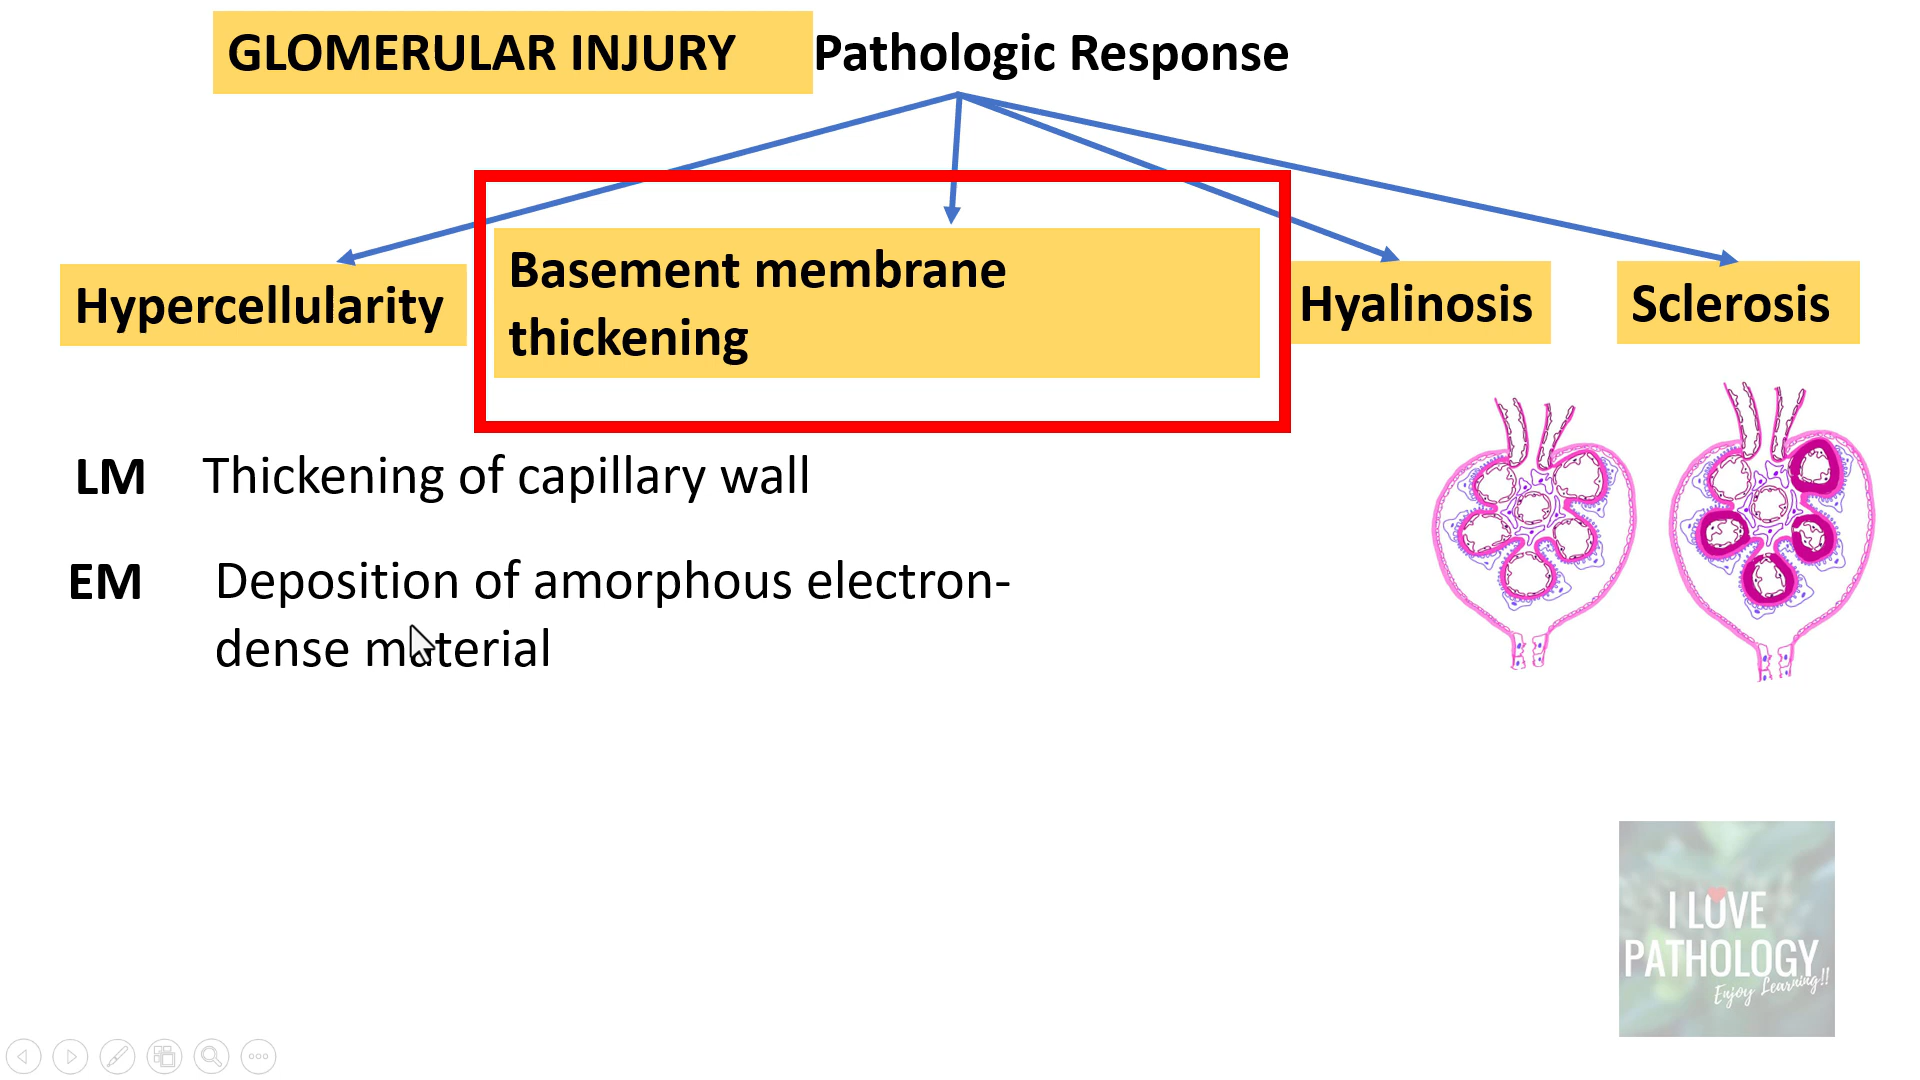 GLOMERULAR INJURY Pathologic Response
Hypercellularity
Basement membrane
thickening
Hyalinosis
Sclerosis
LM Thickening of capillary wall
EM Deposition of amorphous electron-
dense material
I LOVE
PATHOLOGY
Enjoy Learning!!